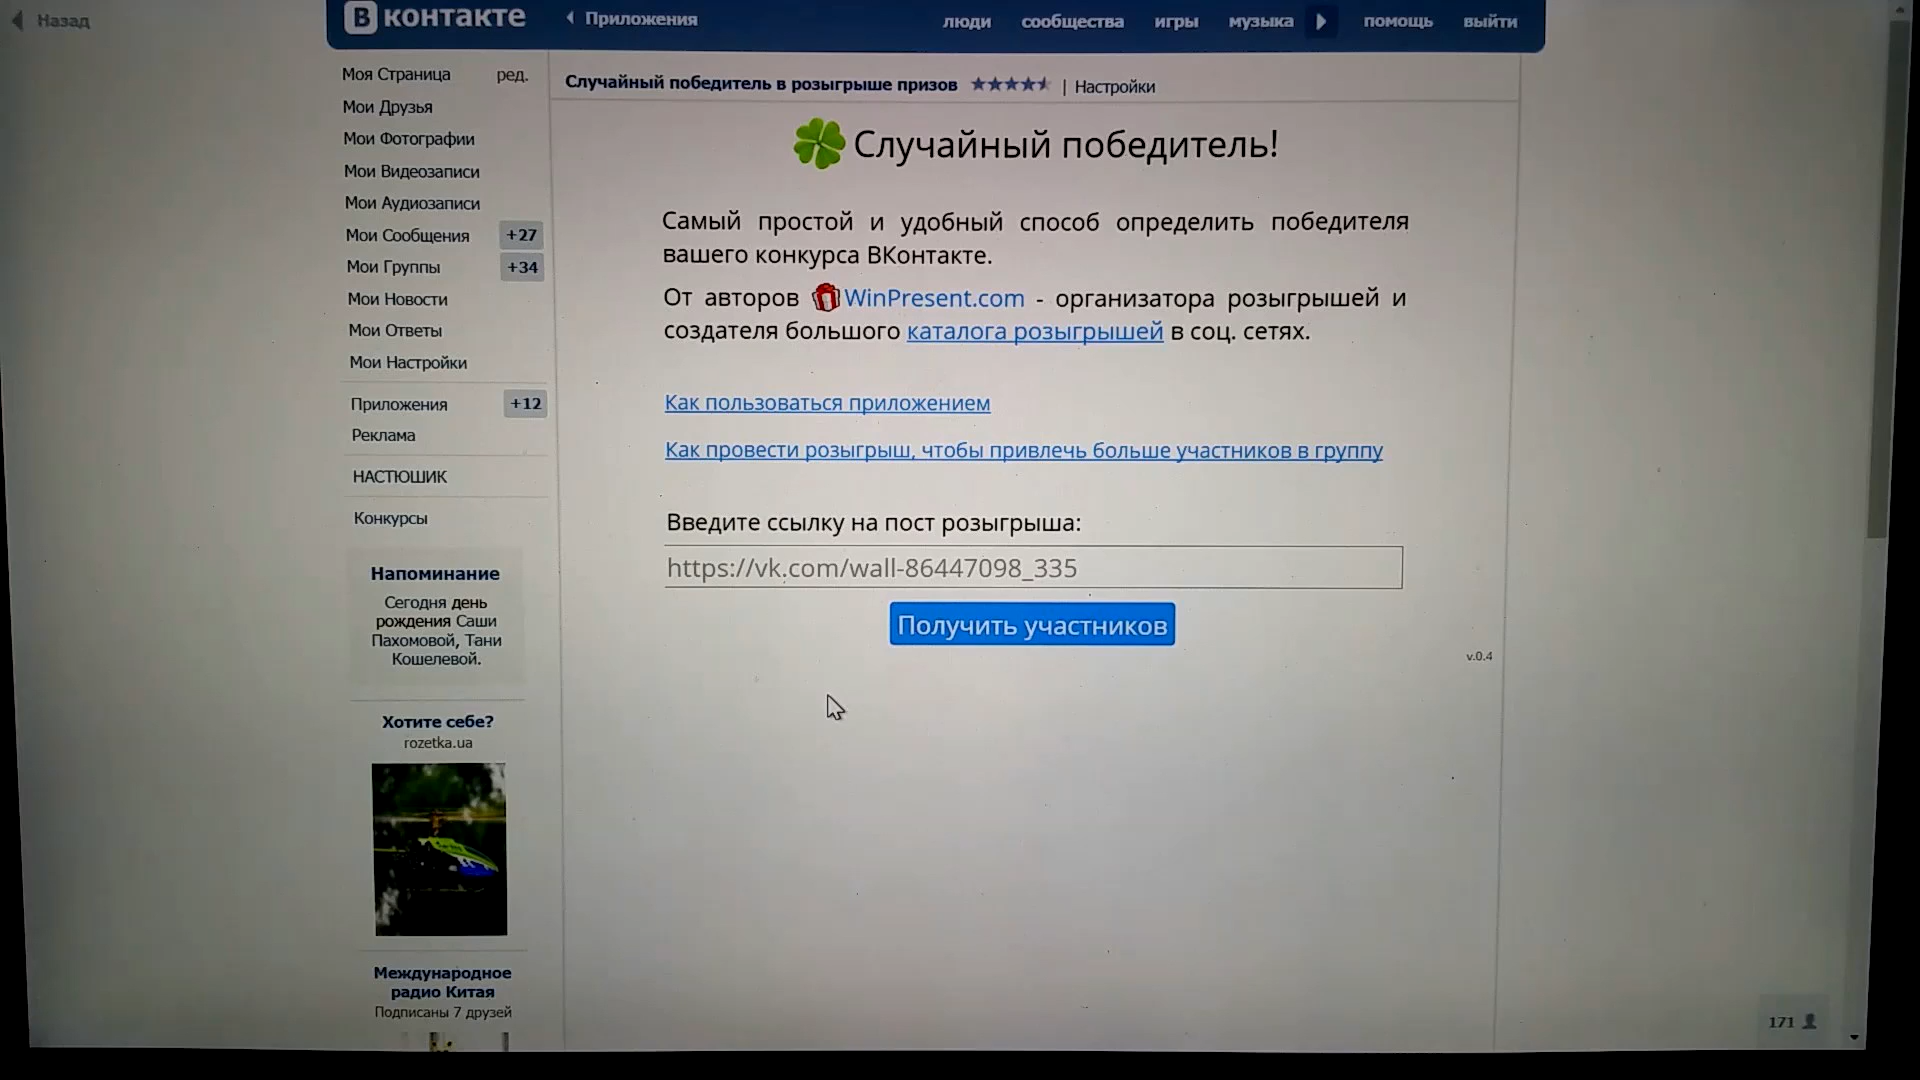 Назад
В контакте
Приложения
люди сообщества игры музыка помощь выйти
Моя Страница ред.
Мои Друзья
Мои Фотографии
Мои Видеозаписи
Мои Аудиозаписи
Мои Сообщения +27
Мои Группы +34
Мои Новости
Мои Ответы
Мои Настройки
Приложения +12
Реклама
НАСТЮШИК
Конкурсы
Напоминание
Сегодня день
рождения Саши
Пахомовой, Тани
Кошелевой.
Хотите себе?
rozetka.ua
Международное
радио Китая
Подписаны 7 друзей
Случайный победитель в розыгрыше призов | Настройки
Случайный победитель!
Самый простой и удобный способ определить победителя
вашего конкурса ВКонтакте.
От авторов WinPresent.com - организатора розыгрышей и
создателя большого каталога розыгрышей в соц. сетях.
Как пользоваться приложением
Как провести розыгрыш, чтобы привлечь больше участников в группу
Введите ссылку на пост розыгрыша:
https://vk.com/wall-86447098_335
Получить участников
v.0.4
171